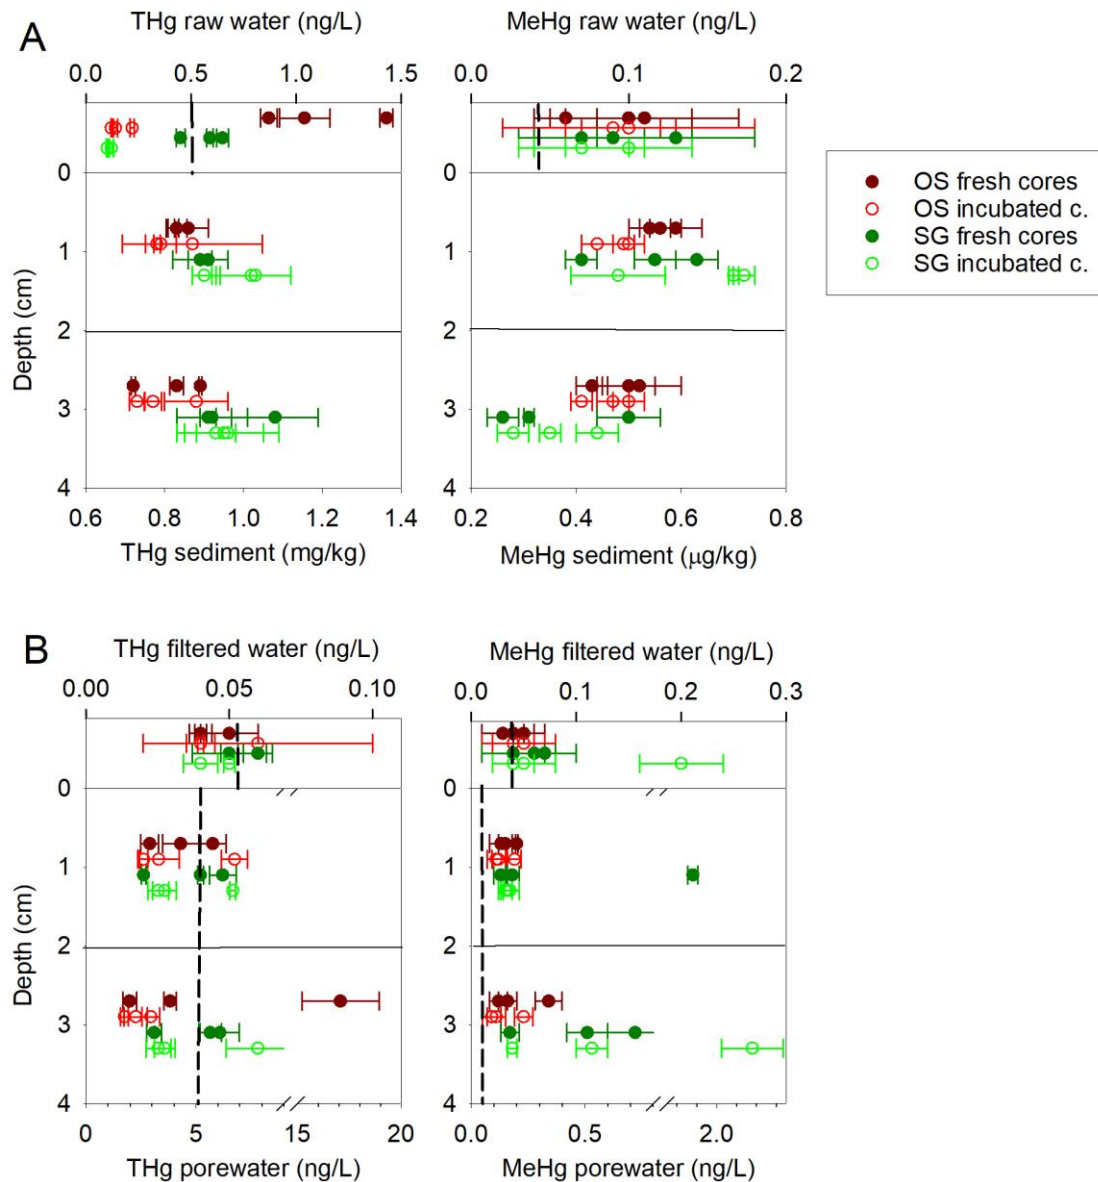 A
THg raw water (ng/L)
MeHg raw water (ng/L)
0.0 0.5 1.0 1.5
0.0 0.1 0.2
OS fresh cores
OS incubated c.
SG fresh cores
SG incubated c.
0
1
2
3
4
Depth (cm)
0.6 0.8 1.0 1.2 1.4
0.2 0.4 0.6 0.8
THg sediment (mg/kg)
MeHg sediment (μg/kg)
B
THg filtered water (ng/L)
MeHg filtered water (ng/L)
0.00 0.05 0.10
0.0 0.1 0.2 0.3
0
1
2
3
4
0
1
2
3
4
Depth (cm)
0 5 15 20
0.0 0.5 2.0
THg porewater (ng/L)
MeHg porewater (ng/L)